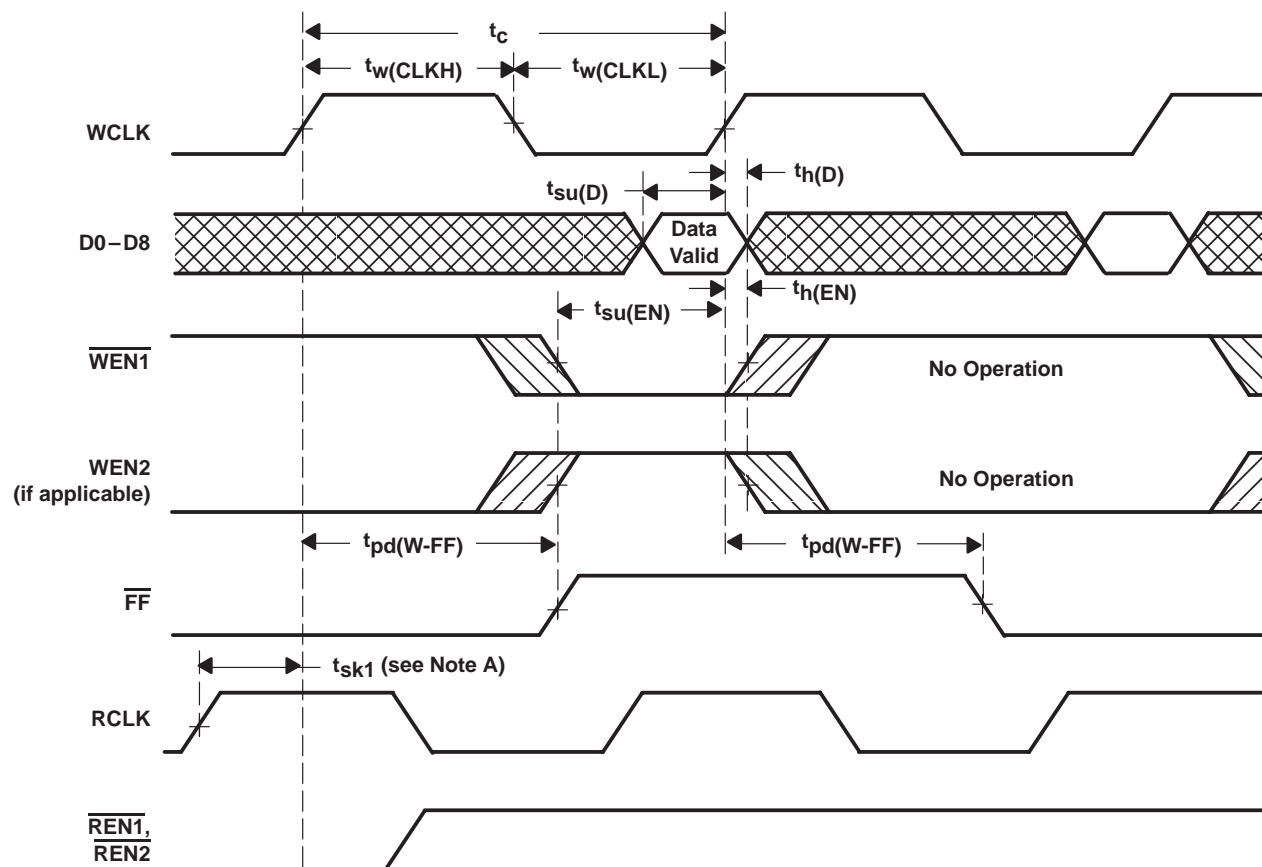 tc
tw(CLKH)
tw(CLKL)
WCLK
th(D)
tsu(D)
D0–D8
Data
Valid
th(EN)
tsu(EN)
WEN1
No Operation
WEN2
(if applicable)
No Operation
tpd(W-FF)
tpd(W-FF)
FF
tsk1 (see Note A)
RCLK
REN1,
REN2